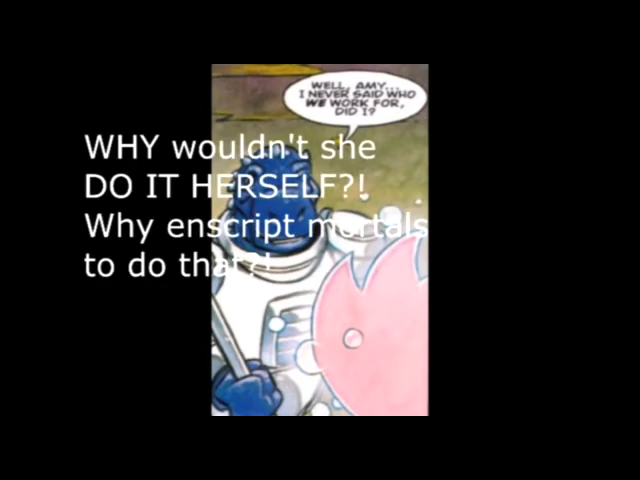 WELL, AMY...
I NEVER SAID WHO
WE WORK FOR,
DID I?
WHY wouldn't she
DO IT HERSELF?!
Why enscript mortals
to do that?!